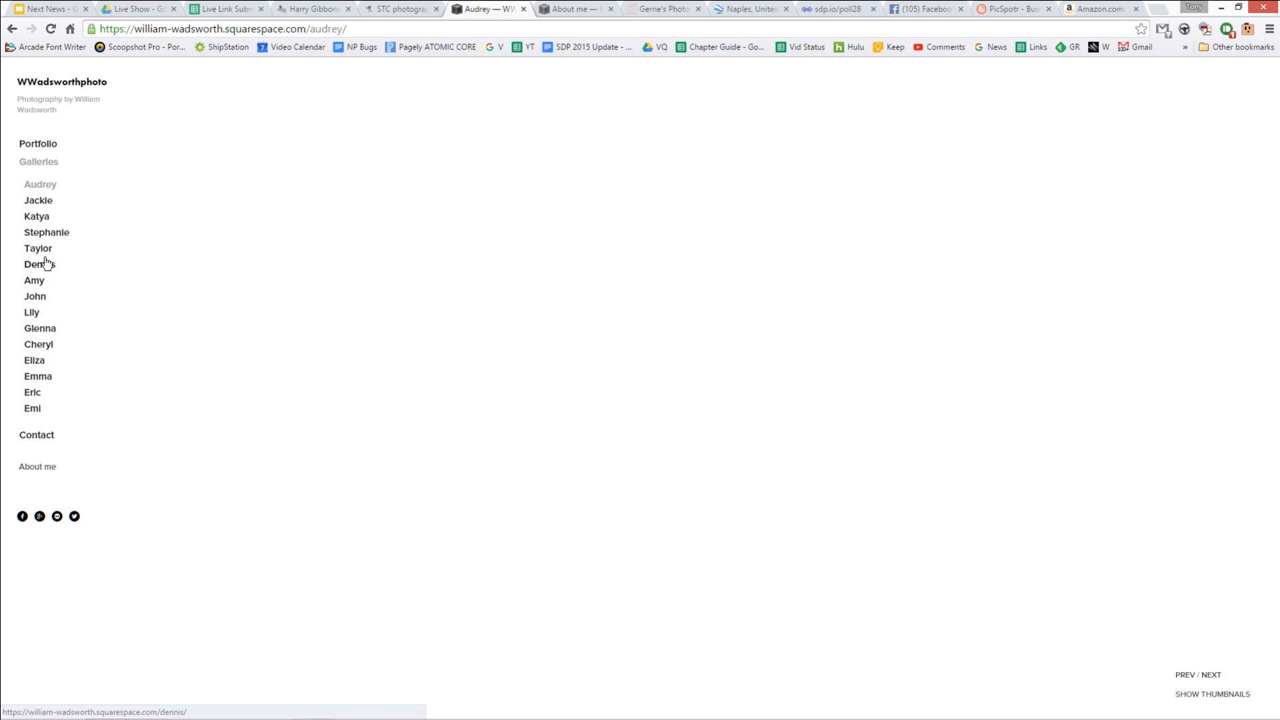 Next News - G
Live Show - Go
Live Link Subm
Harry Gibbons
STC photograp
Audrey — WW
About me —
Gerrie's Photo
Naples, United
sdp.io/poll28
(105) Faceboo
PicSpotr - Bus
Amazon.com:
Tony
https://william-wadsworth.squarespace.com/audrey/
Arcade Font Writer
Scoopshot Pro - Por...
ShipStation
Video Calendar
NP Bugs
Pagely ATOMIC CORE
V
YT
SDP 2015 Update - ...
VQ
Chapter Guide - Go...
Vid Status
Hulu
Keep
Comments
News
Links
GR
W
Gmail
»
Other bookmarks
WWadsworthphoto
Photography by William
Wadsworth
Portfolio
Galleries
Audrey
Jackie
Katya
Stephanie
Taylor
Dennis
Amy
John
Lily
Glenna
Cheryl
Eliza
Emma
Eric
Emi
Contact
About me
PREV / NEXT
SHOW THUMBNAILS
https://william-wadsworth.squarespace.com/dennis/